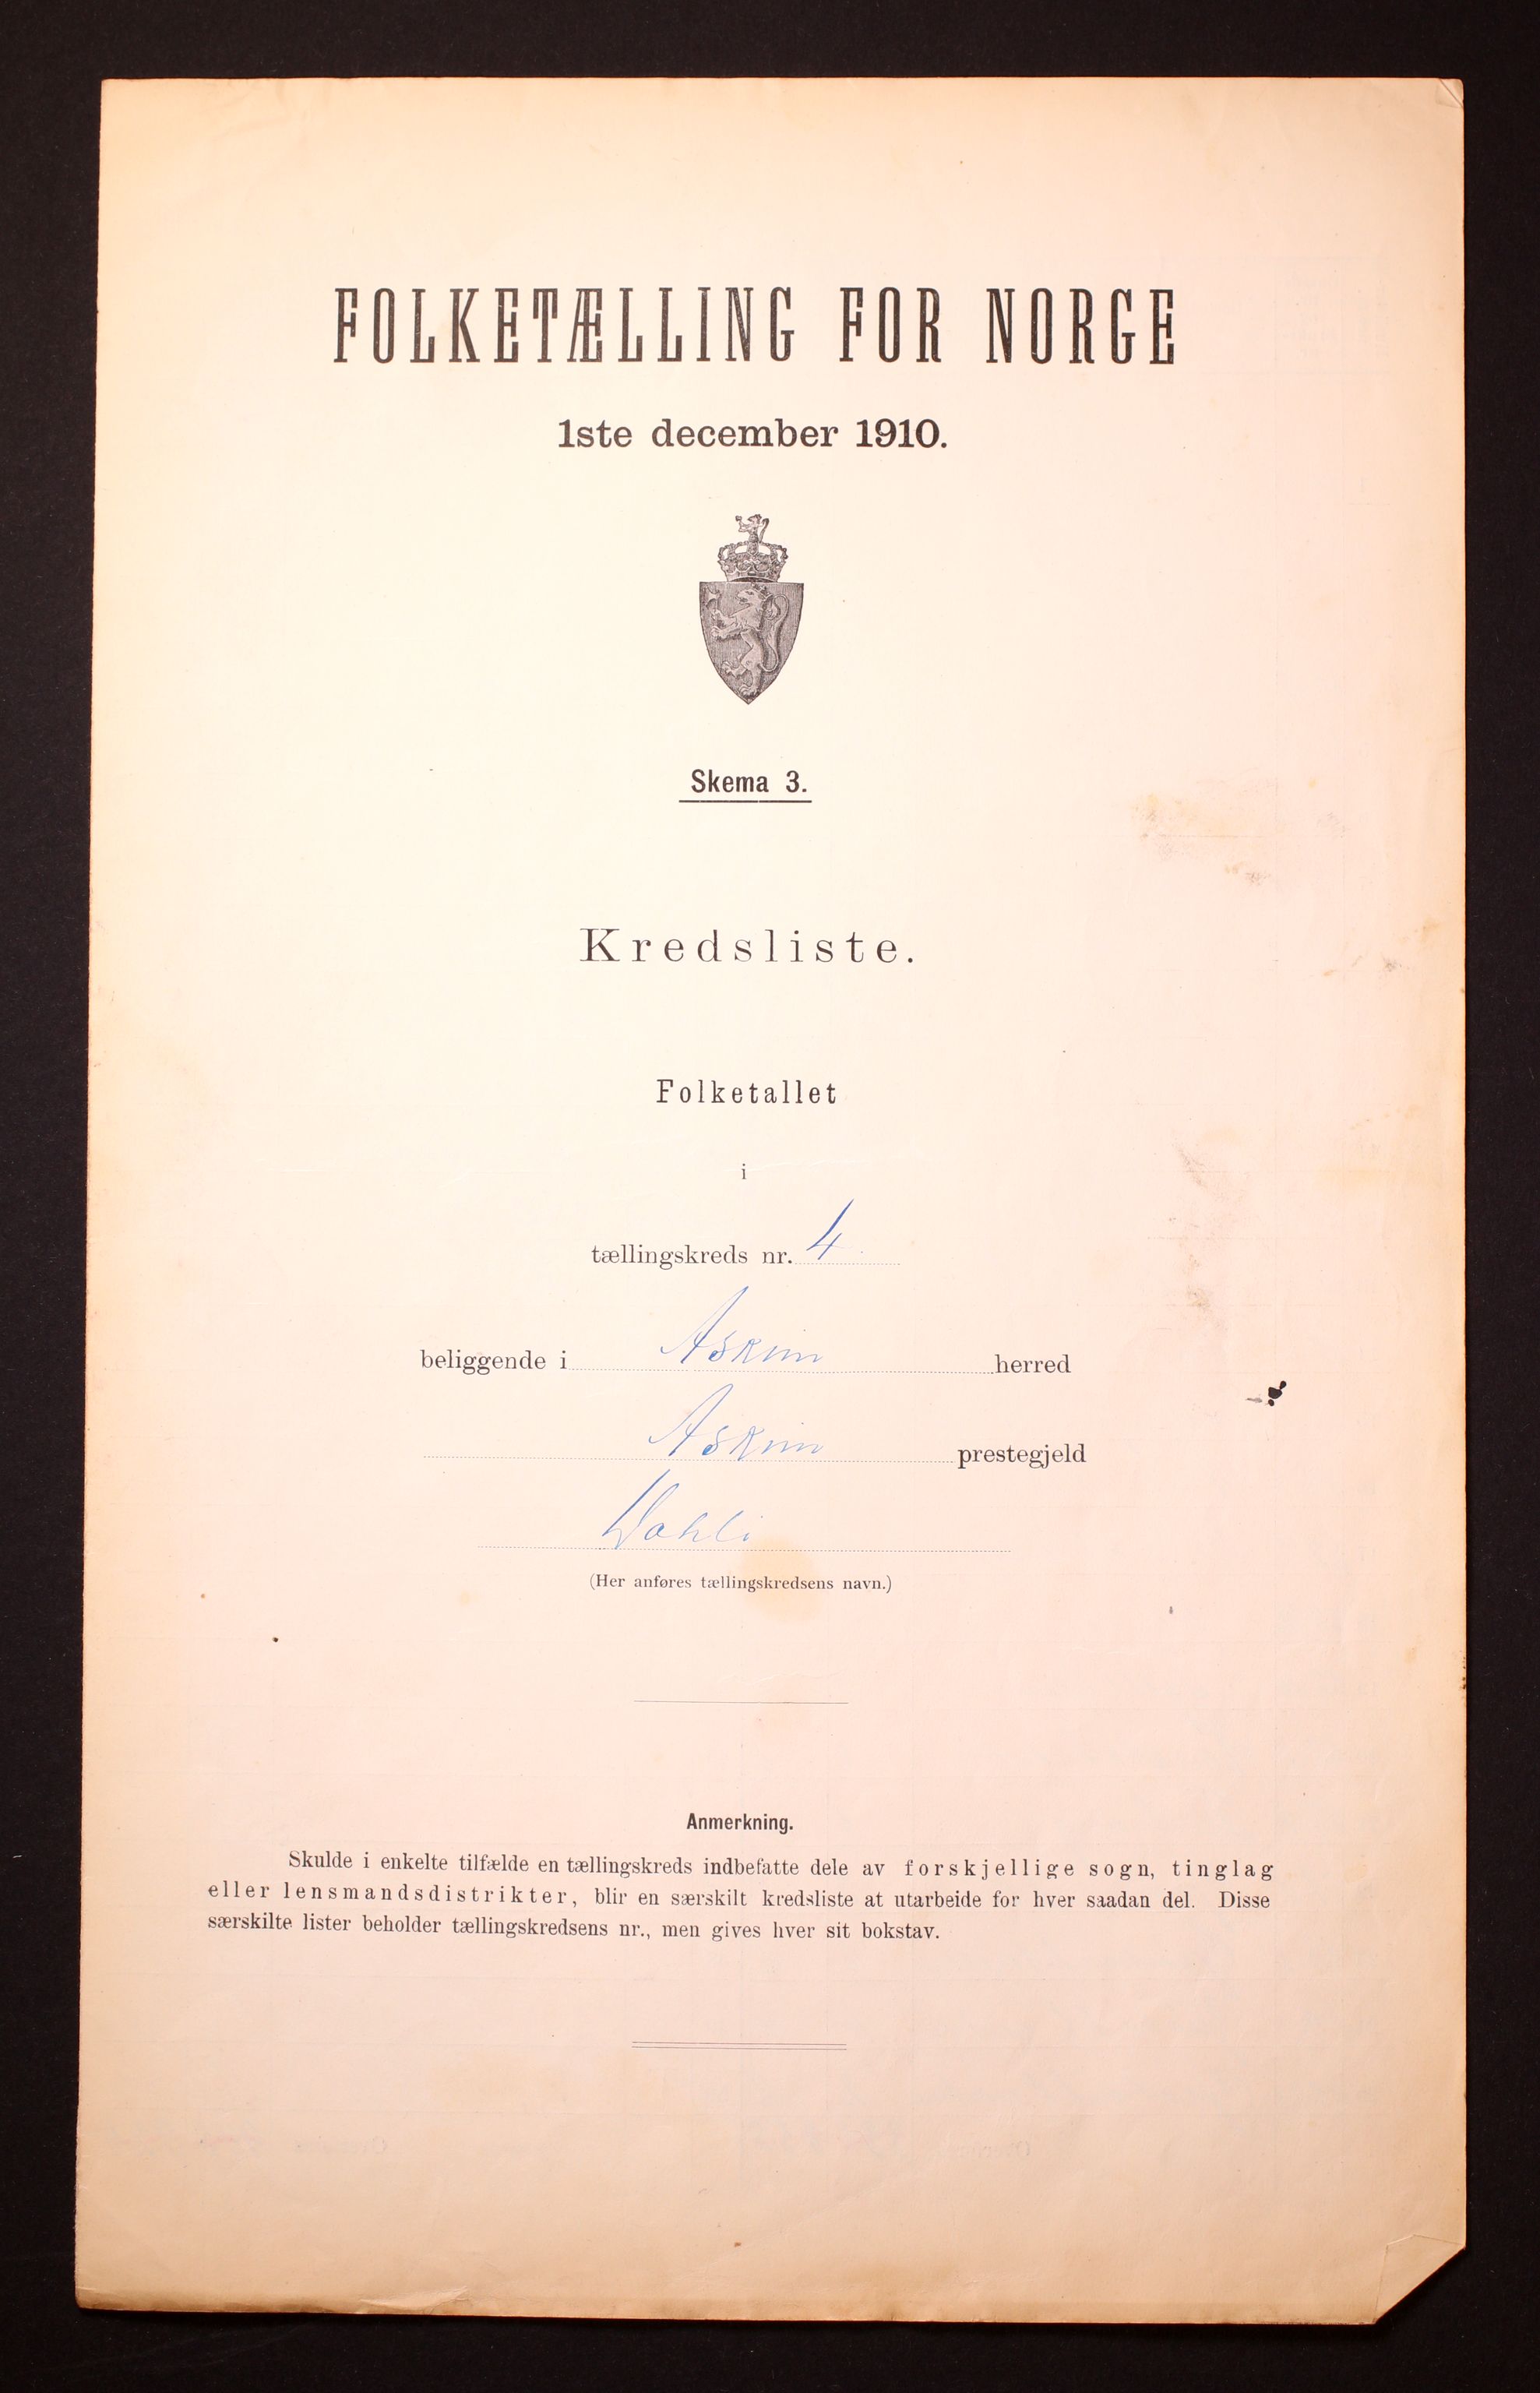 FOLKETÆLLING FOR NORGE
1ste december 1910.
Skema 3.
Kredsliste.
Folketallet
i
tællingskreds nr. 4
beliggende i Askim herred
Askim prestegjeld
Dahli
(Her anføres tællingskredsens navn.)
Anmerkning.
Skulde i enkelte tilfælde en tællingskreds indbefatte dele av forskjellige sogn, tinglag
eller lensmandsdistrikter, blir en særskilt kredsliste at utarbeide for hver saadan del. Disse
særskilte lister beholder tællingskredsens nr., men gives hver sit bokstav.